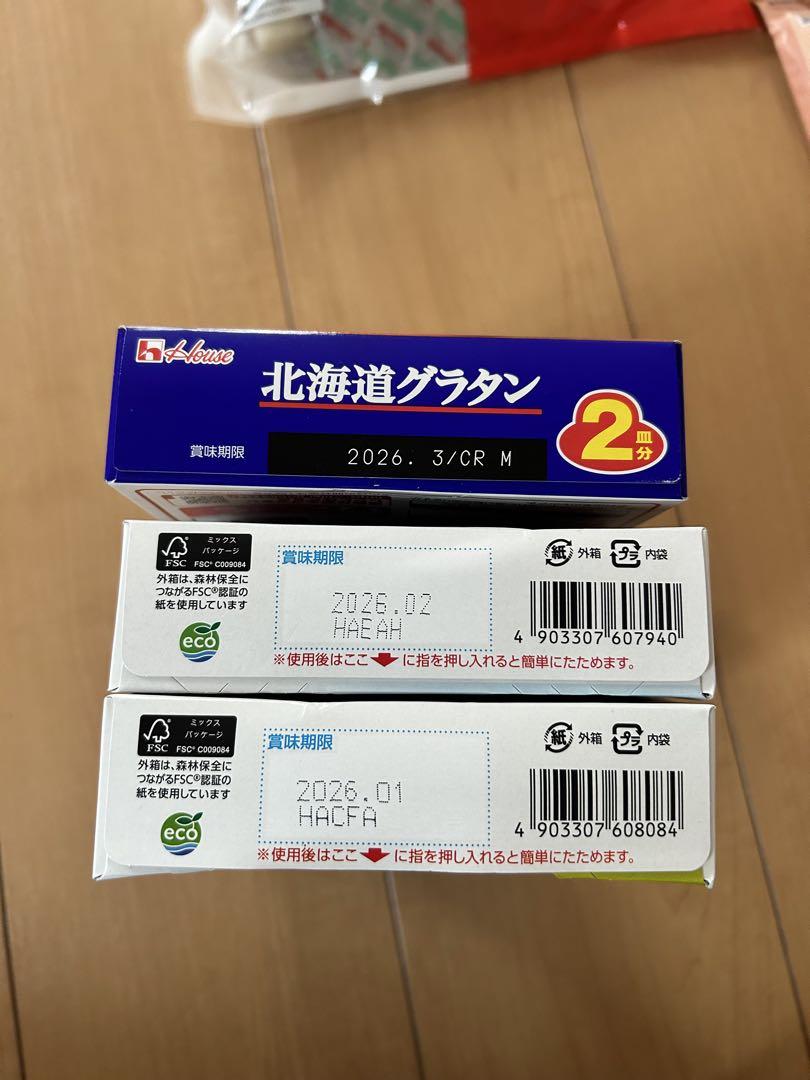 House
北海道グラタン
賞味期限
2026. 3/CR M
2皿分
FSC
ミックス
パッケージ
FSC® C009084
外箱は、森林保全に
つながるFSC®認証の
紙を使用しています
eco
賞味期限
2026.02
HAEAH
紙 外箱 プラ 内袋
4 903307 607940
※使用後はここ に指を押し入れると簡単にたためます。
FSC
ミックス
パッケージ
FSC® C009084
外箱は、森林保全に
つながるFSC®認証の
紙を使用しています
eco
賞味期限
2026.01
HACFA
紙 外箱 プラ 内袋
4 903307 608084
※使用後はここ に指を押し入れると簡単にたためます。